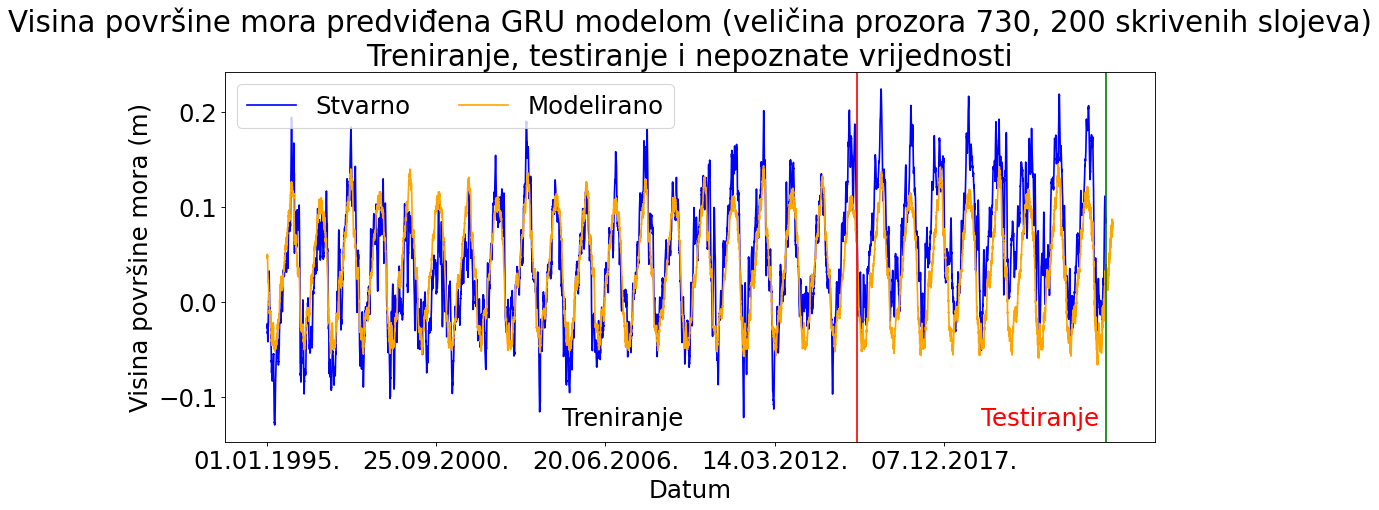 Visina površine mora predviđena GRU modelom (veličina prozora 730, 200 skrivenih slojeva)
Treniranje, testiranje i nepoznate vrijednosti
Stvarno
Modelirano
Visina površine mora (m)
0.2
0.1
0.0
−0.1
Treniranje
Testiranje
01.01.1995.
25.09.2000.
20.06.2006.
14.03.2012.
07.12.2017.
Datum